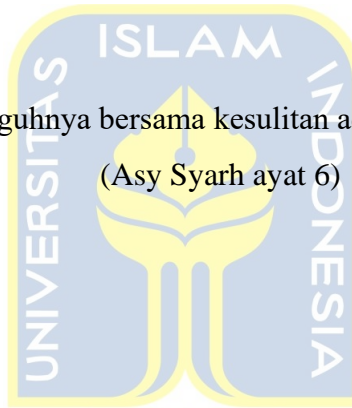 ISLAM
UNIVERSITAS
INDONESIA
guhnya bersama kesulitan a
(Asy Syarh ayat 6)